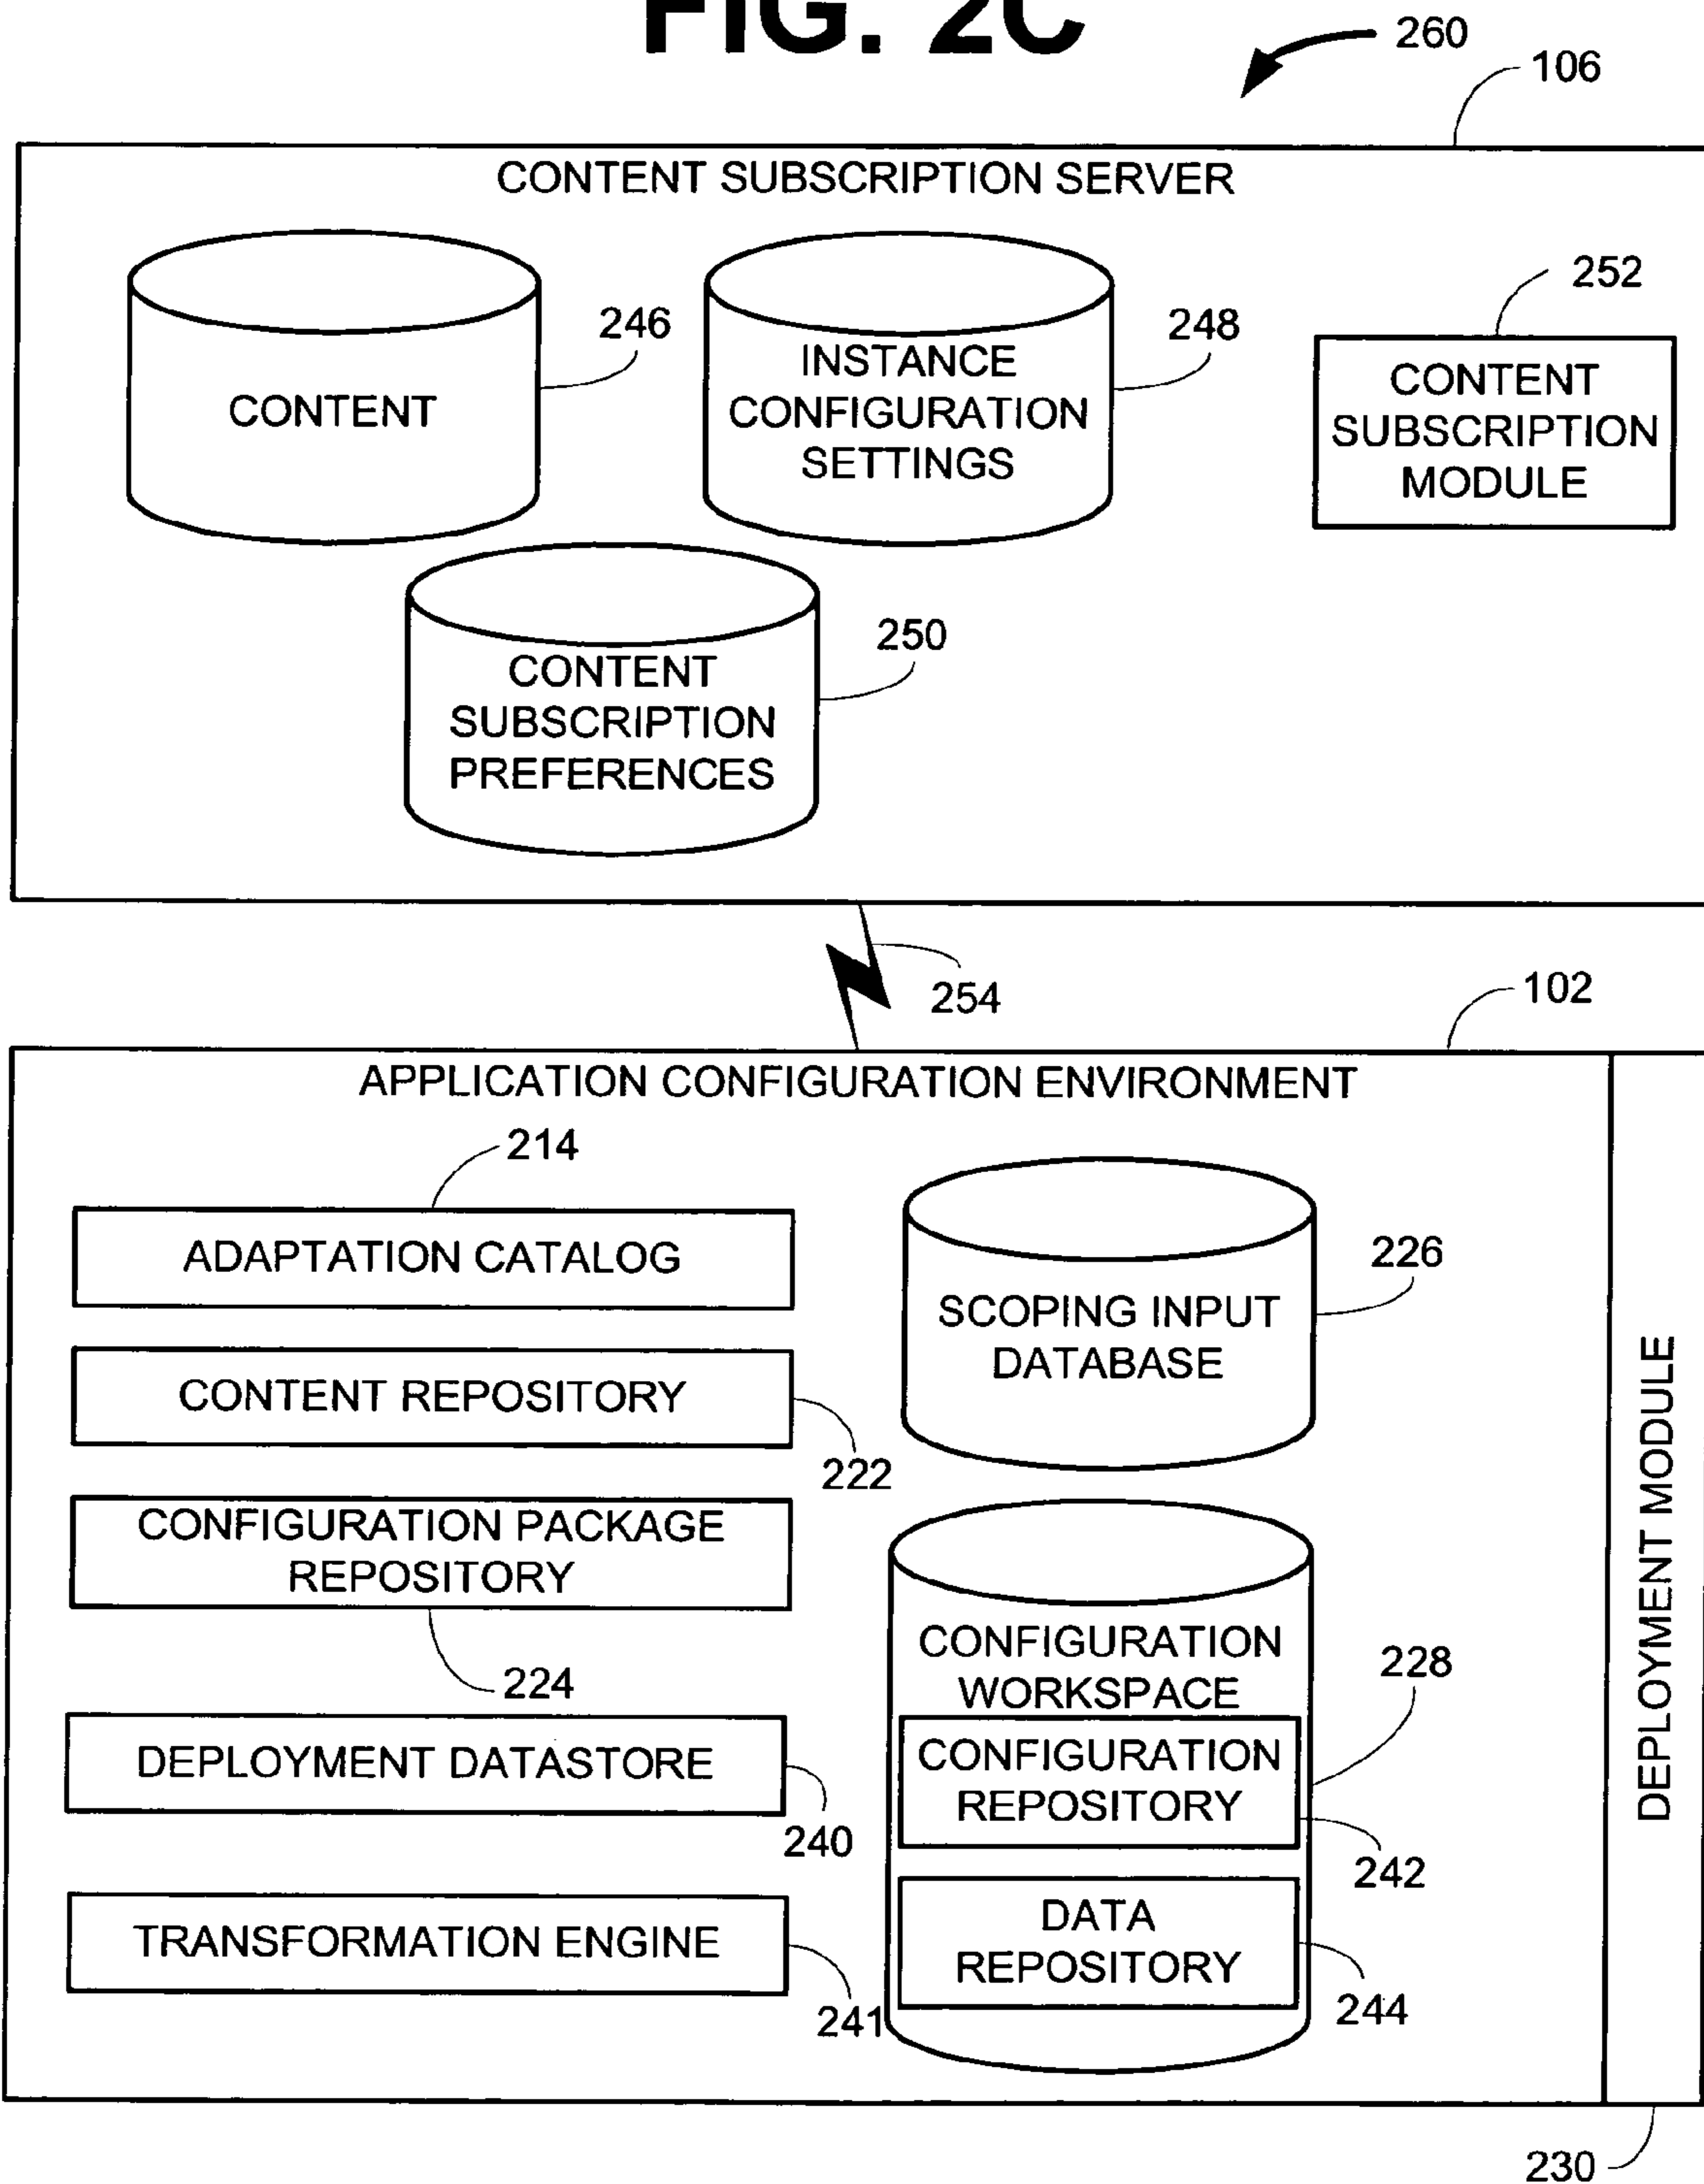 FIG. 2C
260
106
CONTENT SUBSCRIPTION SERVER
246
CONTENT
248
INSTANCE
CONFIGURATION
SETTINGS
252
CONTENT
SUBSCRIPTION
MODULE
250
CONTENT
SUBSCRIPTION
PREFERENCES
254
102
APPLICATION CONFIGURATION ENVIRONMENT
214
ADAPTATION CATALOG
226
SCOPING INPUT
DATABASE
CONTENT REPOSITORY
222
CONFIGURATION PACKAGE
REPOSITORY
224
CONFIGURATION
WORKSPACE
228
DEPLOYMENT DATASTORE
240
CONFIGURATION
REPOSITORY
242
TRANSFORMATION ENGINE
241
DATA
REPOSITORY
244
DEPLOYMENT MODULE
230